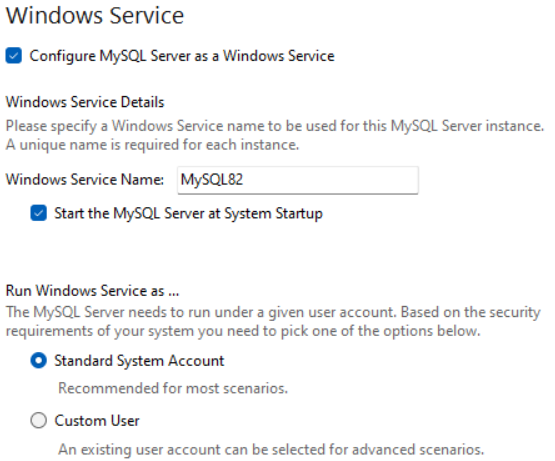 Windows Service
Configure MySQL Server as a Windows Service
Windows Service Details
Please specify a Windows Service name to be used for this MySQL Server instance.
A unique name is required for each instance.
Windows Service Name: MySQL82
Start the MySQL Server at System Startup
Run Windows Service as ...
The MySQL Server needs to run under a given user account. Based on the security
requirements of your system you need to pick one of the options below.
Standard System Account
Recommended for most scenarios.
Custom User
An existing user account can be selected for advanced scenarios.